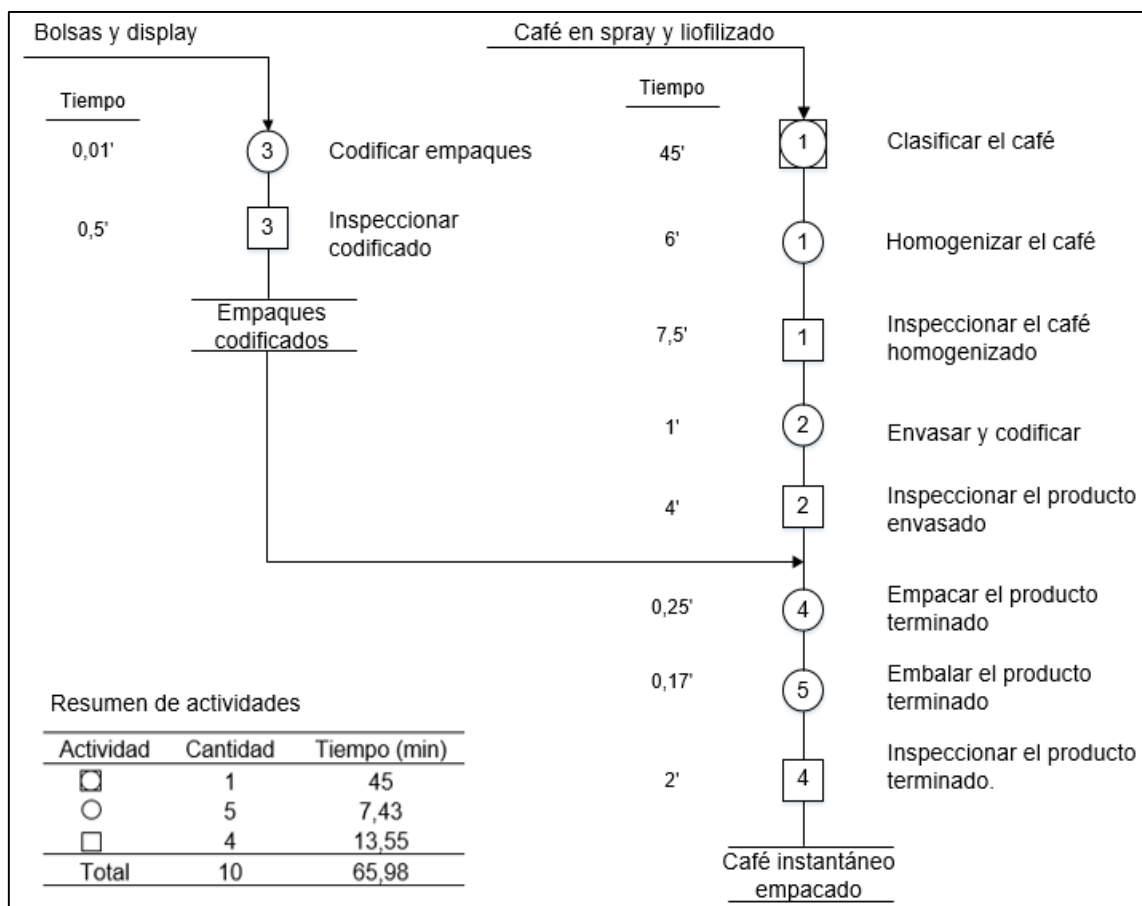 Bolsas y display
Tiempo
0,01'
3
Codificar empaques
0,5'
3
Inspeccionar
codificado
Empaques
codificados
Café en spray y liofilizado
Tiempo
45'
1
Clasificar el café
6'
1
Homogenizar el café
7,5'
1
Inspeccionar el café
homogenizado
1'
2
Envasar y codificar
4'
2
Inspeccionar el producto
envasado
0,25'
4
Empacar el producto
terminado
0,17'
5
Embalar el producto
terminado
2'
4
Inspeccionar el producto
terminado.
Café instantáneo
empacado
Resumen de actividades
Actividad Cantidad Tiempo (min)
1 45
5 7,43
4 13,55
Total 10 65,98